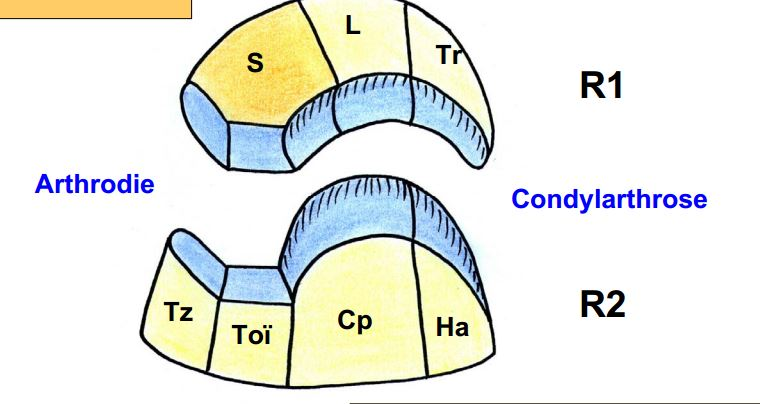 L
S
Tr
R1
Arthrodie
Condylarthrose
R2
Tz
Toï
Cp
Ha